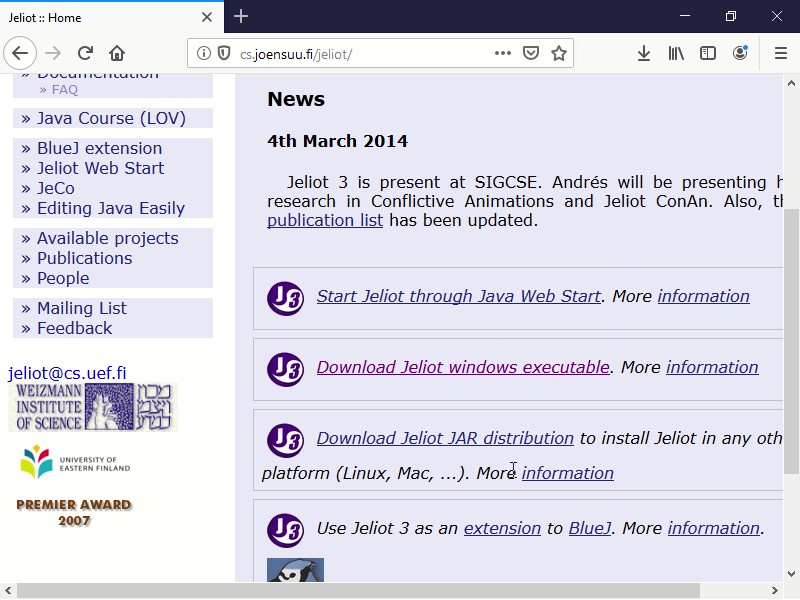 Jeliot :: Home
cs.joensuu.fi/jeliot/
» Documentation
» FAQ
» Java Course (LOV)
» BlueJ extension
» Jeliot Web Start
» JeCo
» Editing Java Easily
» Available projects
» Publications
» People
» Mailing List
» Feedback
jeliot@cs.uef.fi
WEIZMANN
INSTITUTE
OF SCIENCE
UNIVERSITY OF
EASTERN FINLAND
PREMIER AWARD
2007
News
4th March 2014
Jeliot 3 is present at SIGCSE. Andrés will be presenting h
research in Conflictive Animations and Jeliot ConAn. Also, th
publication list has been updated.
J3 Start Jeliot through Java Web Start. More information
J3 Download Jeliot windows executable. More information
J3 Download Jeliot JAR distribution to install Jeliot in any oth
platform (Linux, Mac, ...). More information
J3 Use Jeliot 3 as an extension to BlueJ. More information.